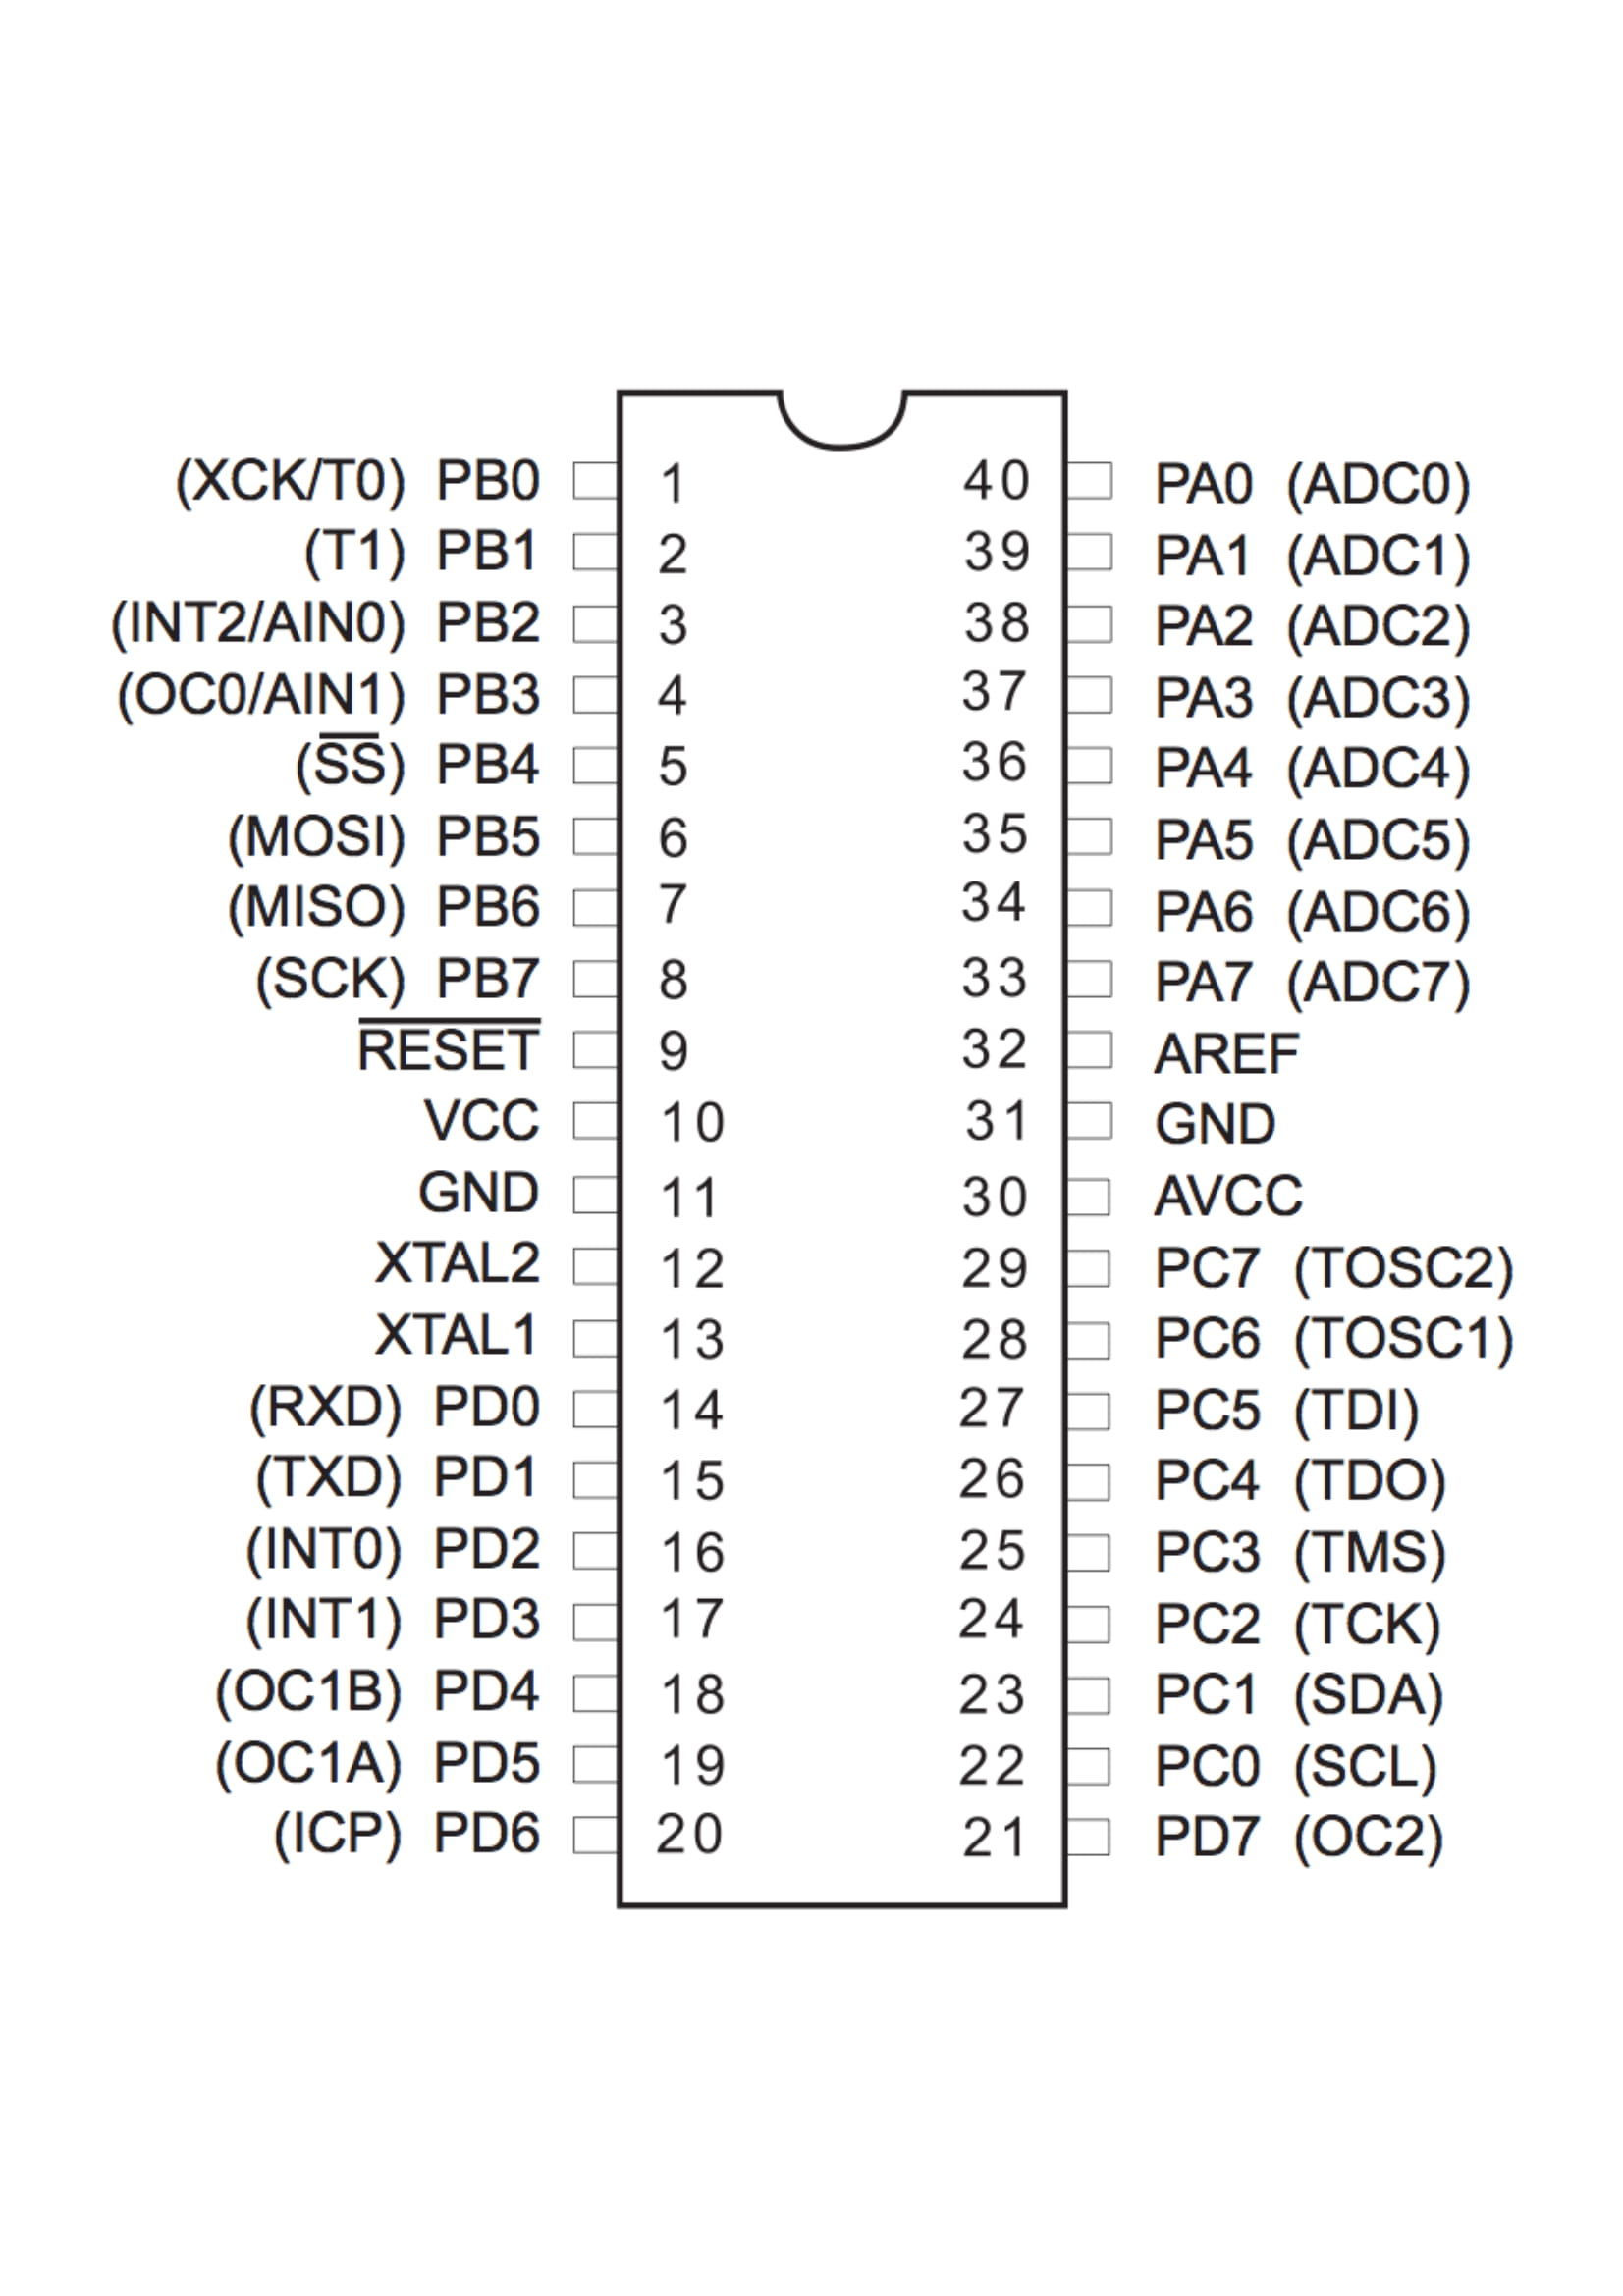 (XCK/T0) PB0 1 40 PA0 (ADC0)
(T1) PB1 2 39 PA1 (ADC1)
(INT2/AIN0) PB2 3 38 PA2 (ADC2)
(OC0/AIN1) PB3 4 37 PA3 (ADC3)
(S̅S̅) PB4 5 36 PA4 (ADC4)
(MOSI) PB5 6 35 PA5 (ADC5)
(MISO) PB6 7 34 PA6 (ADC6)
(SCK) PB7 8 33 PA7 (ADC7)
R̅E̅S̅E̅T̅ 9 32 AREF
VCC 10 31 GND
GND 11 30 AVCC
XTAL2 12 29 PC7 (TOSC2)
XTAL1 13 28 PC6 (TOSC1)
(RXD) PD0 14 27 PC5 (TDI)
(TXD) PD1 15 26 PC4 (TDO)
(INT0) PD2 16 25 PC3 (TMS)
(INT1) PD3 17 24 PC2 (TCK)
(OC1B) PD4 18 23 PC1 (SDA)
(OC1A) PD5 19 22 PC0 (SCL)
(ICP) PD6 20 21 PD7 (OC2)